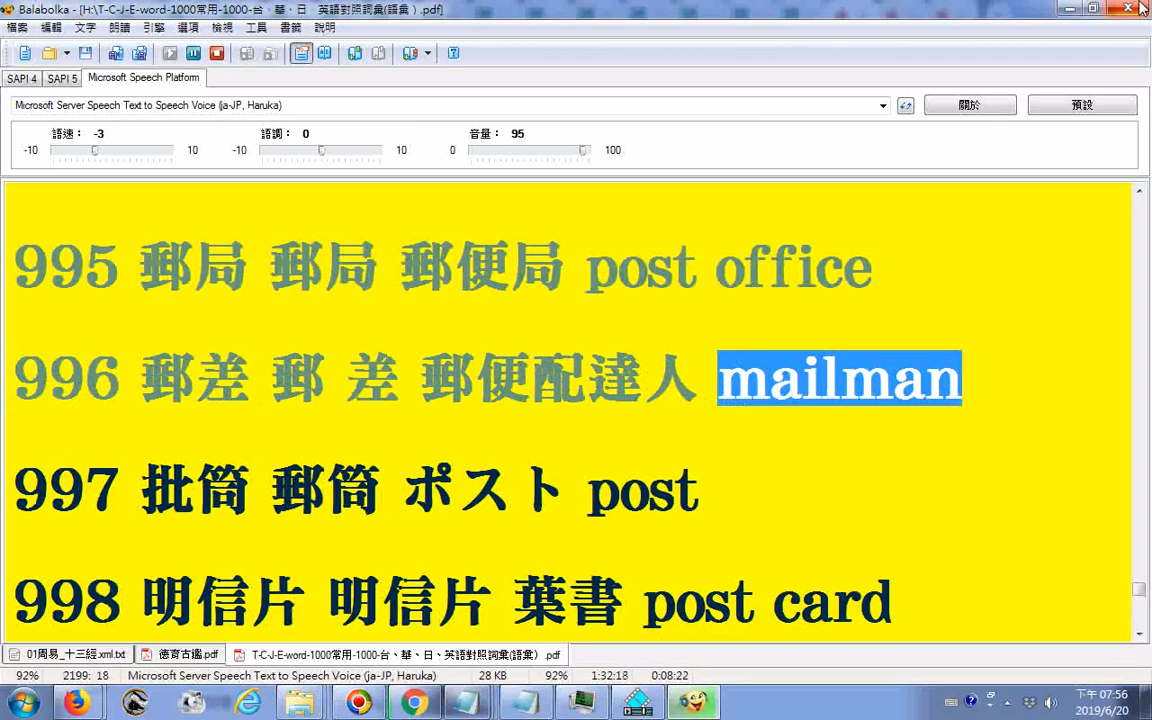 Balabolka - [H:\T-C-J-E-word-1000常用-1000-台、華、日、英語對照詞彙(語彙).pdf]
檔案 編輯 文字 朗讀 引擎 選項 檢視 工具 書籤 說明
SAPI 4 SAPI 5 Microsoft Speech Platform
Microsoft Server Speech Text to Speech Voice (ja-JP, Haruka) 關於 預設
語速： -3 語調： 0 音量： 95
-10 10 -10 10 0 100
995 郵局 郵局 郵便局 post office
996 郵差 郵 差 郵便配達人 mailman
997 批筒 郵筒 ポスト post
998 明信片 明信片 葉書 post card
01周易_十三經.xml.txt 德育古鑑.pdf T-C-J-E-word-1000常用-1000-台、華、日、英語對照詞彙(語彙）.pdf
92% 2199: 18 Microsoft Server Speech Text to Speech Voice (ja-JP, Haruka) 28 KB 92% 1:32:18 0:08:22
下午 07:56
2019/6/20